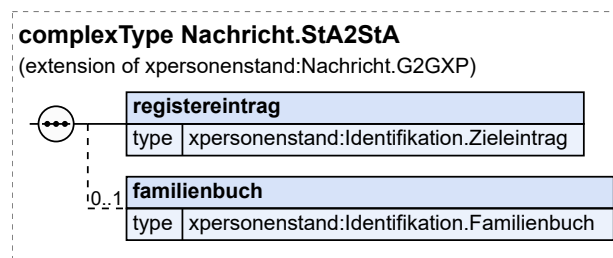 complexType Nachricht.StA2StA
(extension of xpersonenstand:Nachricht.G2GXP)
registereintrag
type xpersonenstand:Identifikation.Zieleintrag
0..1
familienbuch
type xpersonenstand:Identifikation.Familienbuch